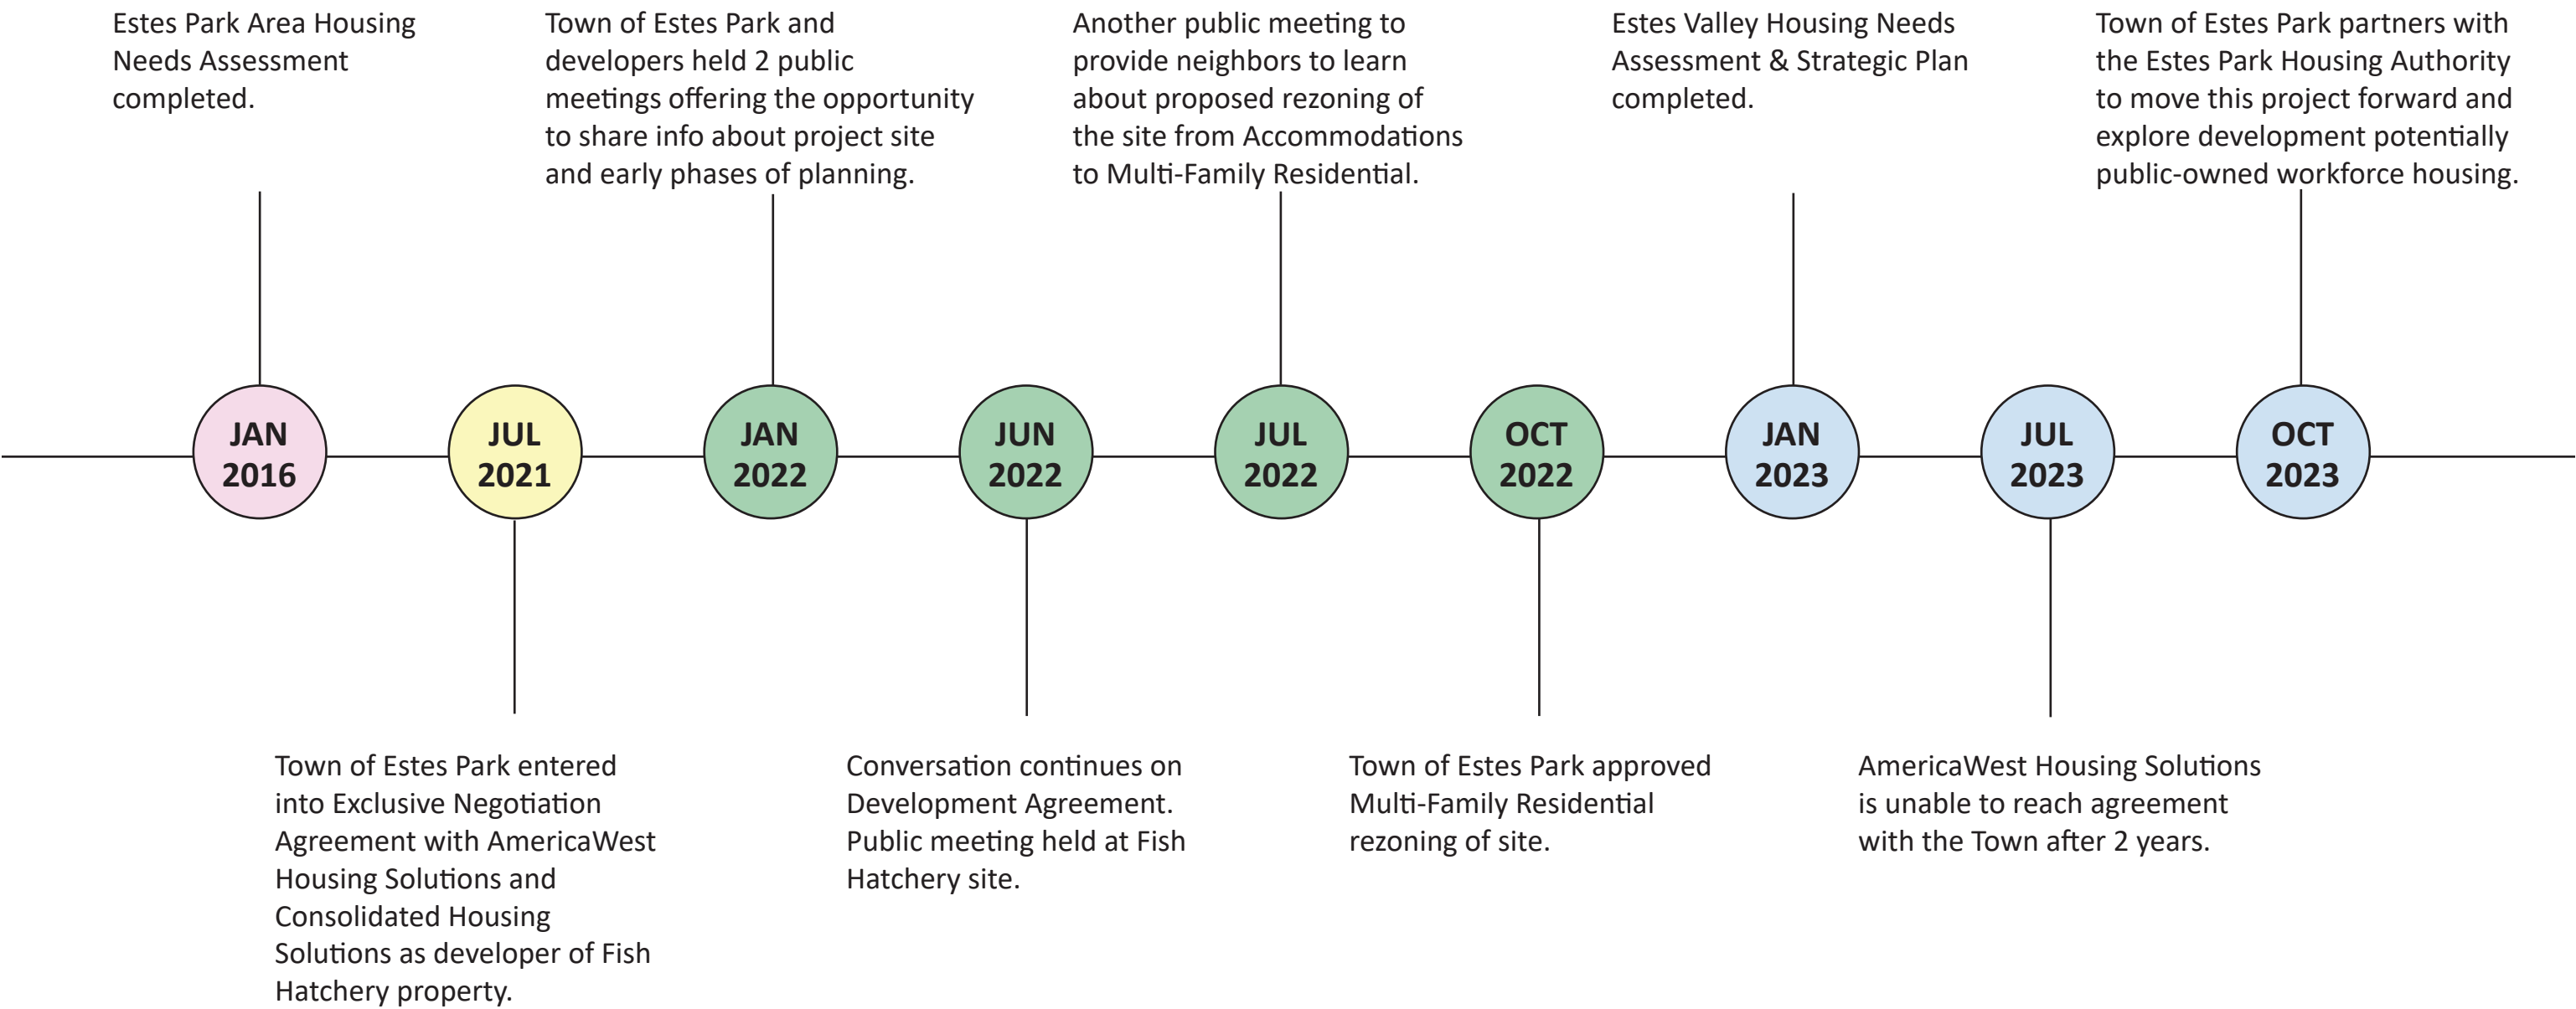 Estes Park Area Housing
Needs Assessment
completed.
Town of Estes Park and
developers held 2 public
meetings offering the opportunity
to share info about project site
and early phases of planning.
Another public meeting to
provide neighbors to learn
about proposed rezoning of
the site from Accommodations
to Multi-Family Residential.
Estes Valley Housing Needs
Assessment & Strategic Plan
completed.
Town of Estes Park partners with
the Estes Park Housing Authority
to move this project forward and
explore development potentially
public-owned workforce housing.
JAN
2016
JUL
2021
JAN
2022
JUN
2022
JUL
2022
OCT
2022
JAN
2023
JUL
2023
OCT
2023
Town of Estes Park entered
into Exclusive Negotiation
Agreement with AmericaWest
Housing Solutions and
Consolidated Housing
Solutions as developer of Fish
Hatchery property.
Conversation continues on
Development Agreement.
Public meeting held at Fish
Hatchery site.
Town of Estes Park approved
Multi-Family Residential
rezoning of site.
AmericaWest Housing Solutions
is unable to reach agreement
with the Town after 2 years.